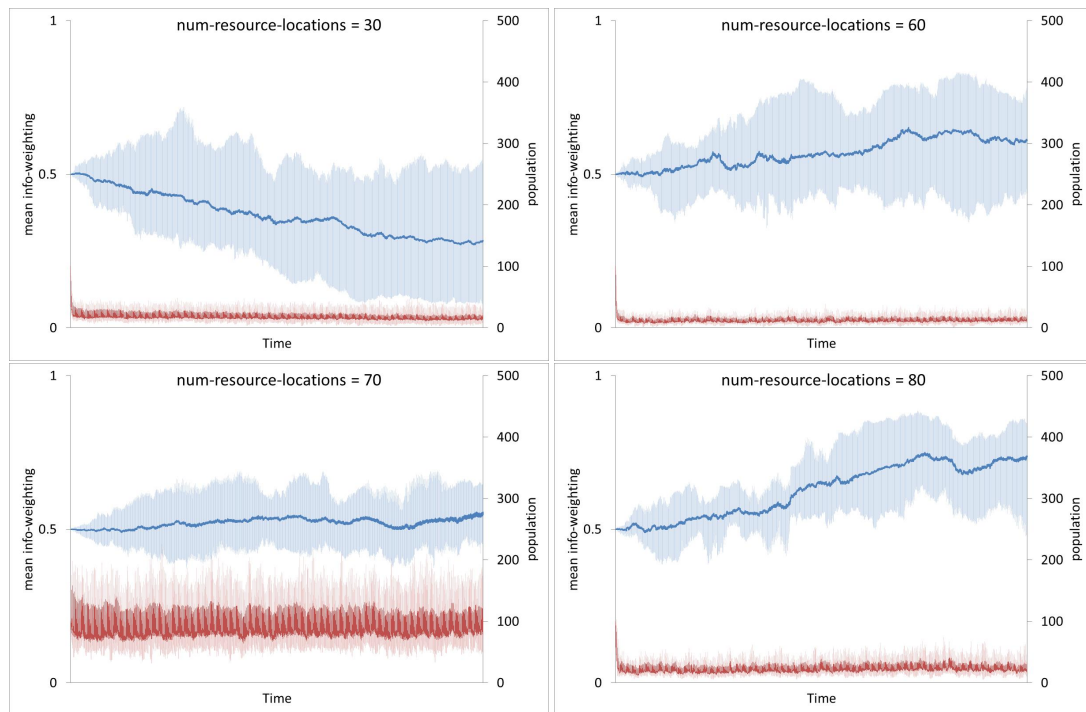 num-resource-locations = 30
1
0.5
0
mean info-weighting
500
400
300
200
100
0
population
Time
num-resource-locations = 60
1
0.5
0
mean info-weighting
500
400
300
200
100
0
population
Time
num-resource-locations = 70
1
0.5
0
mean info-weighting
500
400
300
200
100
0
population
Time
num-resource-locations = 80
1
0.5
0
mean info-weighting
500
400
300
200
100
0
population
Time